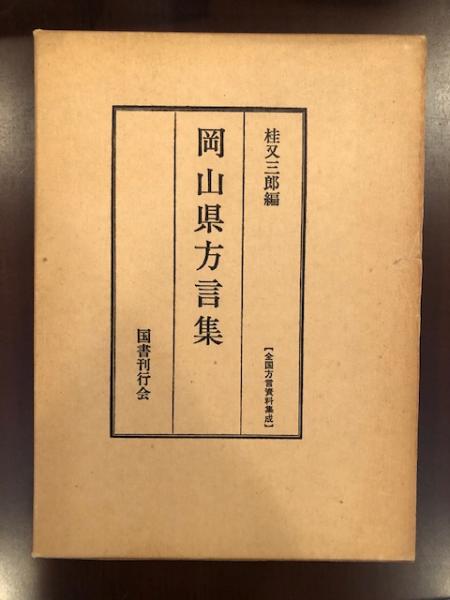 桂又三郎編
【全国方言資料集成】
岡山県方言集
国書刊行会